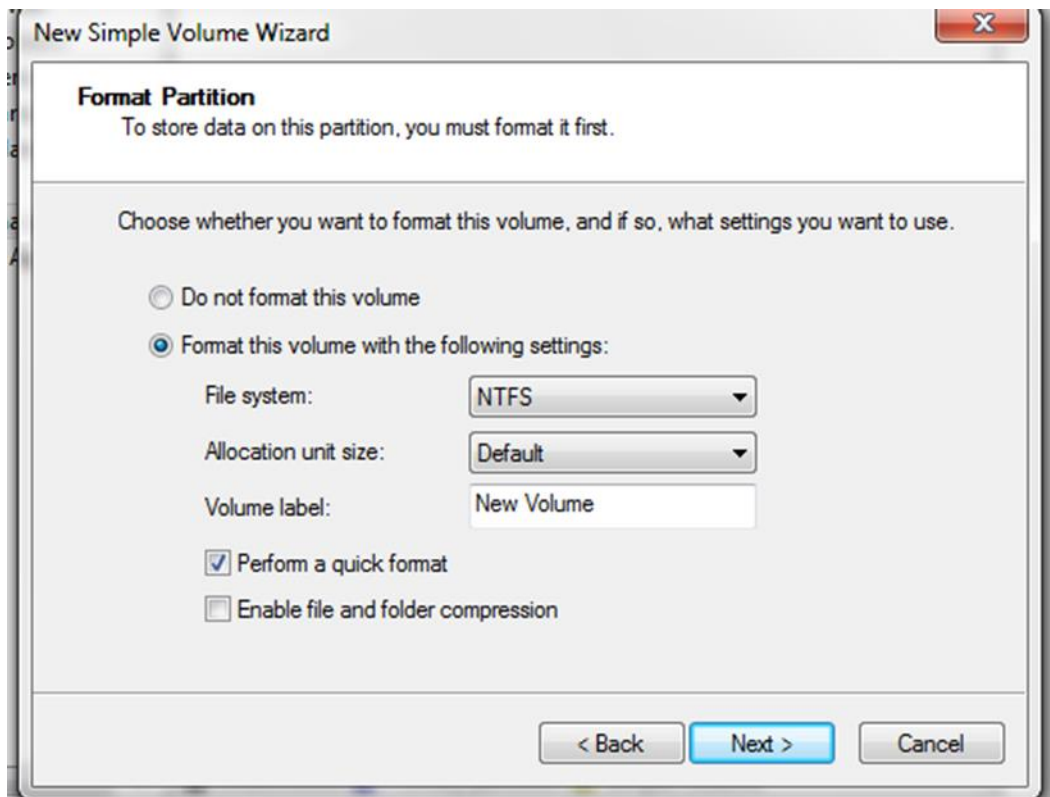 New Simple Volume Wizard
Format Partition
To store data on this partition, you must format it first.
Choose whether you want to format this volume, and if so, what settings you want to use.
Do not format this volume
Format this volume with the following settings:
File system: NTFS
Allocation unit size: Default
Volume label: New Volume
Perform a quick format
Enable file and folder compression
< Back Next > Cancel